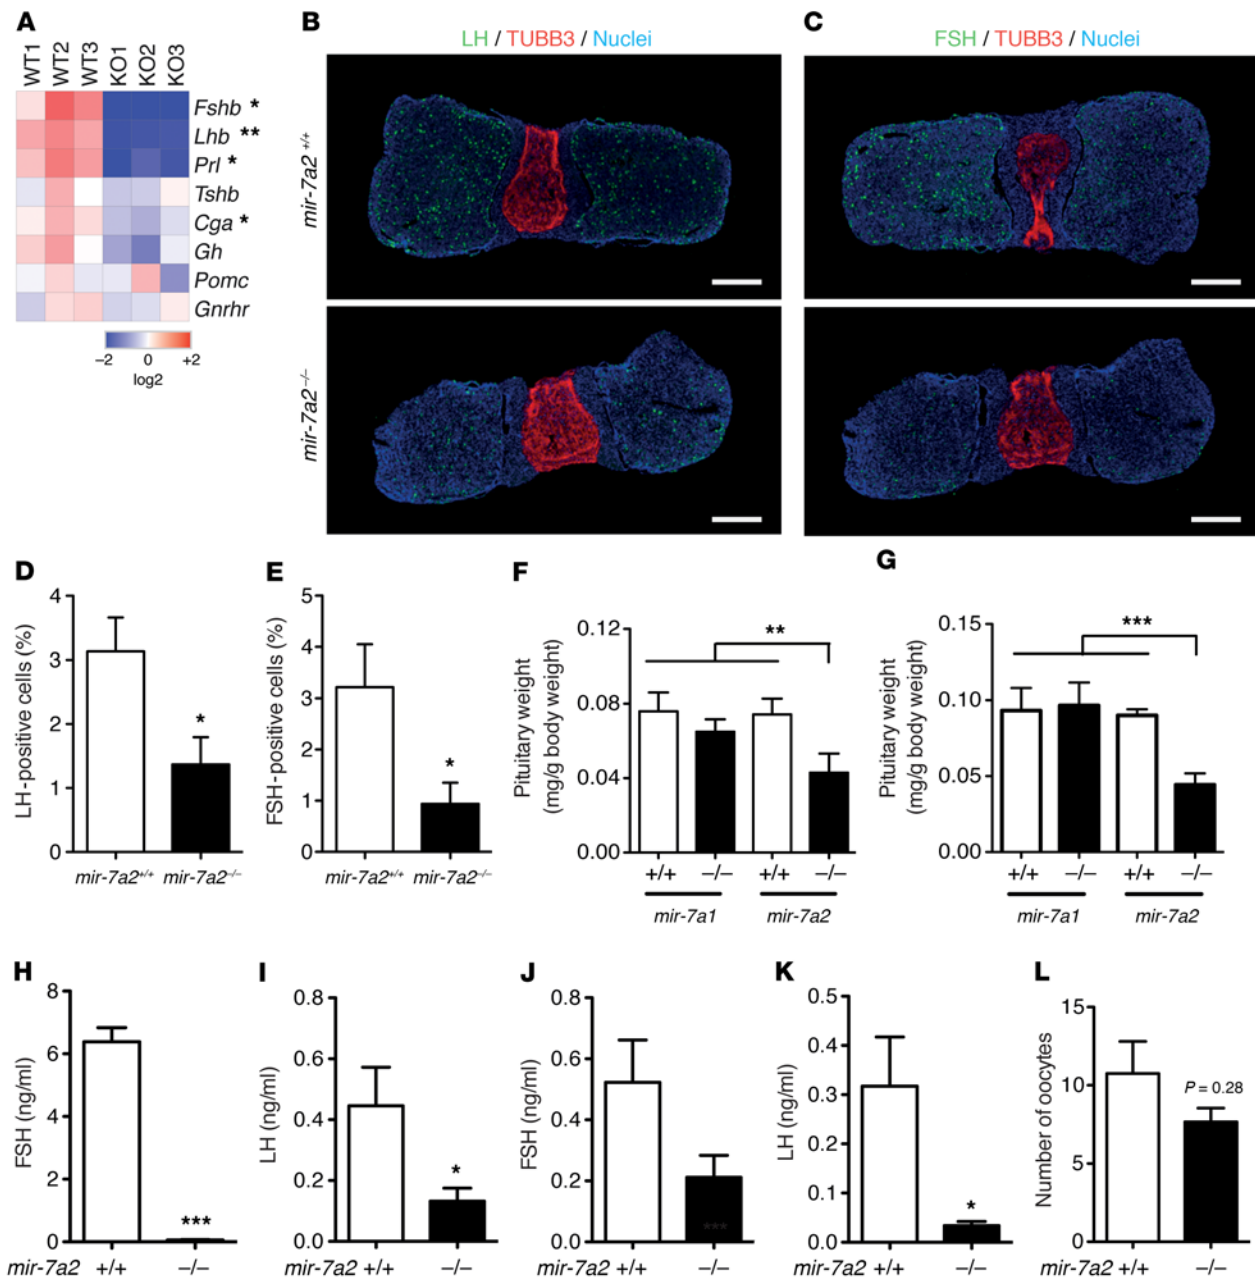 A
WT1 WT2 WT3 KO1 KO2 KO3
Fshb *
Lhb **
Prl *
Tshb
Cga *
Gh
Pomc
Gnrhr
−2 0 +2
log2
B
LH / TUBB3 / Nuclei
mir-7a2 +/+
mir-7a2 −/−
C
FSH / TUBB3 / Nuclei
D
LH-positive cells (%)
4
3
2
1
0
*
mir-7a2+/+ mir-7a2−/−
E
FSH-positive cells (%)
5
4
3
2
1
0
*
mir-7a2+/+ mir-7a2−/−
F
Pituitary weight
(mg/g body weight)
0.12
0.08
0.04
0.00
**
+/+ −/− +/+ −/−
mir-7a1 mir-7a2
G
Pituitary weight
(mg/g body weight)
0.15
0.10
0.05
0.00
***
+/+ −/− +/+ −/−
mir-7a1 mir-7a2
H
FSH (ng/ml)
8
6
4
2
0
***
mir-7a2 +/+ −/−
I
LH (ng/ml)
0.8
0.6
0.4
0.2
0.0
*
mir-7a2 +/+ −/−
J
FSH (ng/ml)
0.8
0.6
0.4
0.2
0.0
***
mir-7a2 +/+ −/−
K
LH (ng/ml)
0.5
0.4
0.3
0.2
0.1
0.0
*
mir-7a2 +/+ −/−
L
Number of oocytes
15
10
5
0
P = 0.28
mir-7a2 +/+ −/−